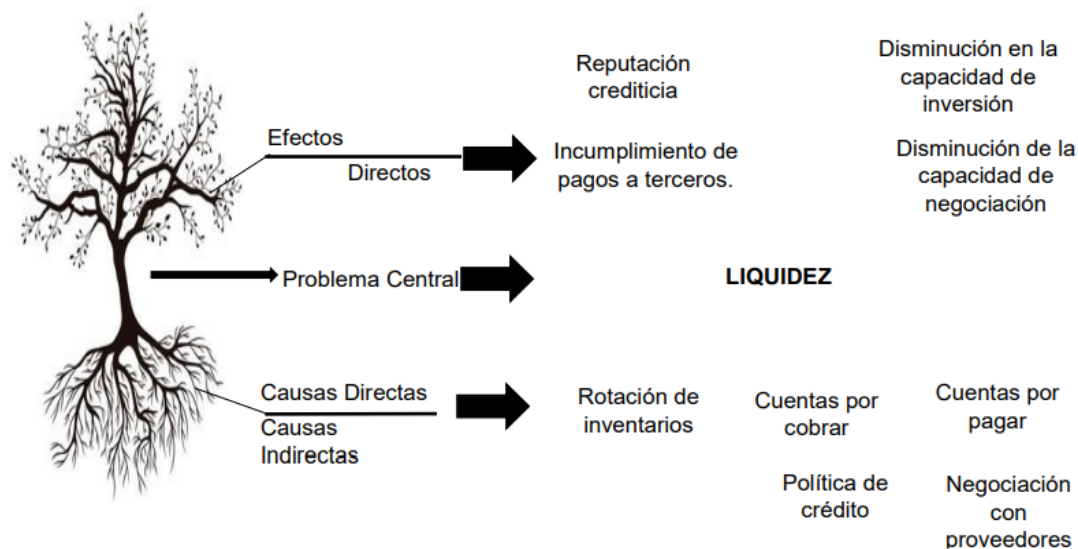 Reputación
crediticia
Disminución en la
capacidad de
inversión
Efectos
Directos
Incumplimiento de
pagos a terceros.
Disminución de la
capacidad de
negociación
Problema Central
LIQUIDEZ
Causas Directas
Causas
Indirectas
Rotación de
inventarios
Cuentas por
cobrar
Cuentas por
pagar
Política de
crédito
Negociación
con
proveedores